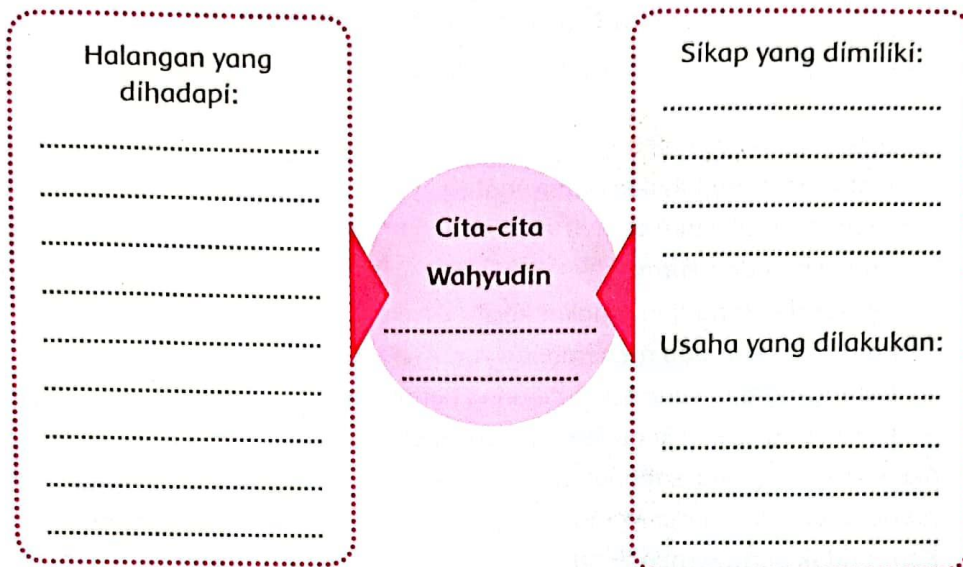 Halangan yang
dihadapi:
Cita-cita
Wahyudin
Sikap yang dimiliki:
Usaha yang dilakukan: